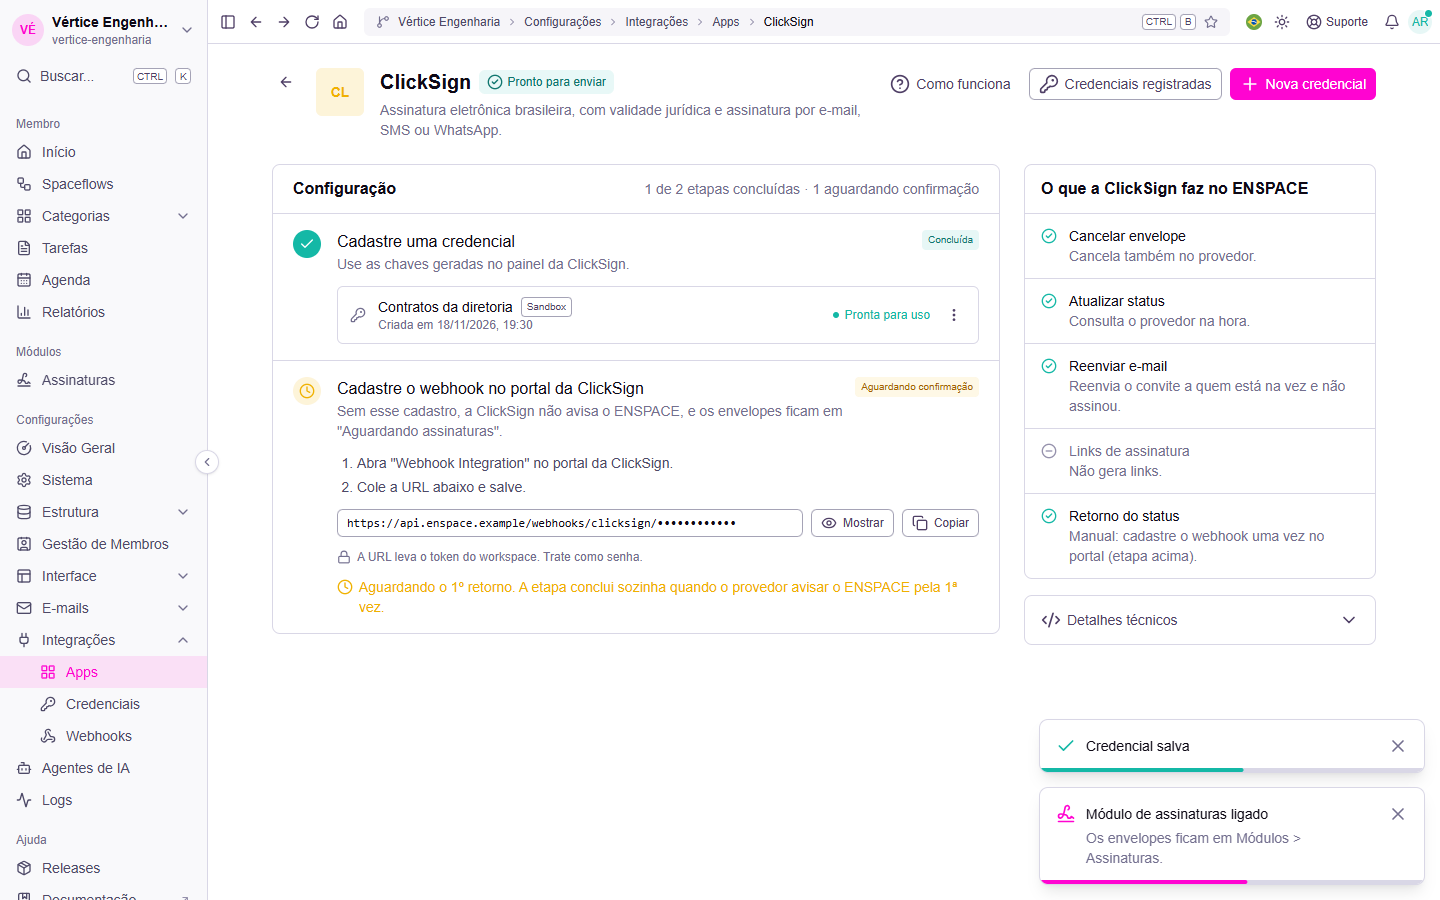 VÉ
Vértice Engenh...
vertice-engenharia
Buscar...
CTRL
K
Membro
Início
Spaceflows
Categorias
Tarefas
Agenda
Relatórios
Módulos
Assinaturas
Configurações
Visão Geral
Sistema
Estrutura
Gestão de Membros
Interface
E-mails
Integrações
Apps
Credenciais
Webhooks
Agentes de IA
Logs
Ajuda
Releases
Documentação
Vértice Engenharia
Configurações
Integrações
Apps
ClickSign
CTRL
B
Suporte
AR
CL
ClickSign
Pronto para enviar
Assinatura eletrônica brasileira, com validade jurídica e assinatura por e-mail,
SMS ou WhatsApp.
Como funciona
Credenciais registradas
Nova credencial
Configuração
1 de 2 etapas concluídas · 1 aguardando confirmação
Cadastre uma credencial
Concluída
Use as chaves geradas no painel da ClickSign.
Contratos da diretoria
Sandbox
Criada em 18/11/2026, 19:30
Pronta para uso
Cadastre o webhook no portal da ClickSign
Aguardando confirmação
Sem esse cadastro, a ClickSign não avisa o ENSPACE, e os envelopes ficam em
"Aguardando assinaturas".
1. Abra "Webhook Integration" no portal da ClickSign.
2. Cole a URL abaixo e salve.
https://api.enspace.example/webhooks/clicksign/••••••••••••
Mostrar
Copiar
A URL leva o token do workspace. Trate como senha.
Aguardando o 1º retorno. A etapa conclui sozinha quando o provedor avisar o ENSPACE pela 1ª
vez.
O que a ClickSign faz no ENSPACE
Cancelar envelope
Cancela também no provedor.
Atualizar status
Consulta o provedor na hora.
Reenviar e-mail
Reenvia o convite a quem está na vez e não
assinou.
Links de assinatura
Não gera links.
Retorno do status
Manual: cadastre o webhook uma vez no
portal (etapa acima).
Detalhes técnicos
Credencial salva
Módulo de assinaturas ligado
Os envelopes ficam em Módulos >
Assinaturas.